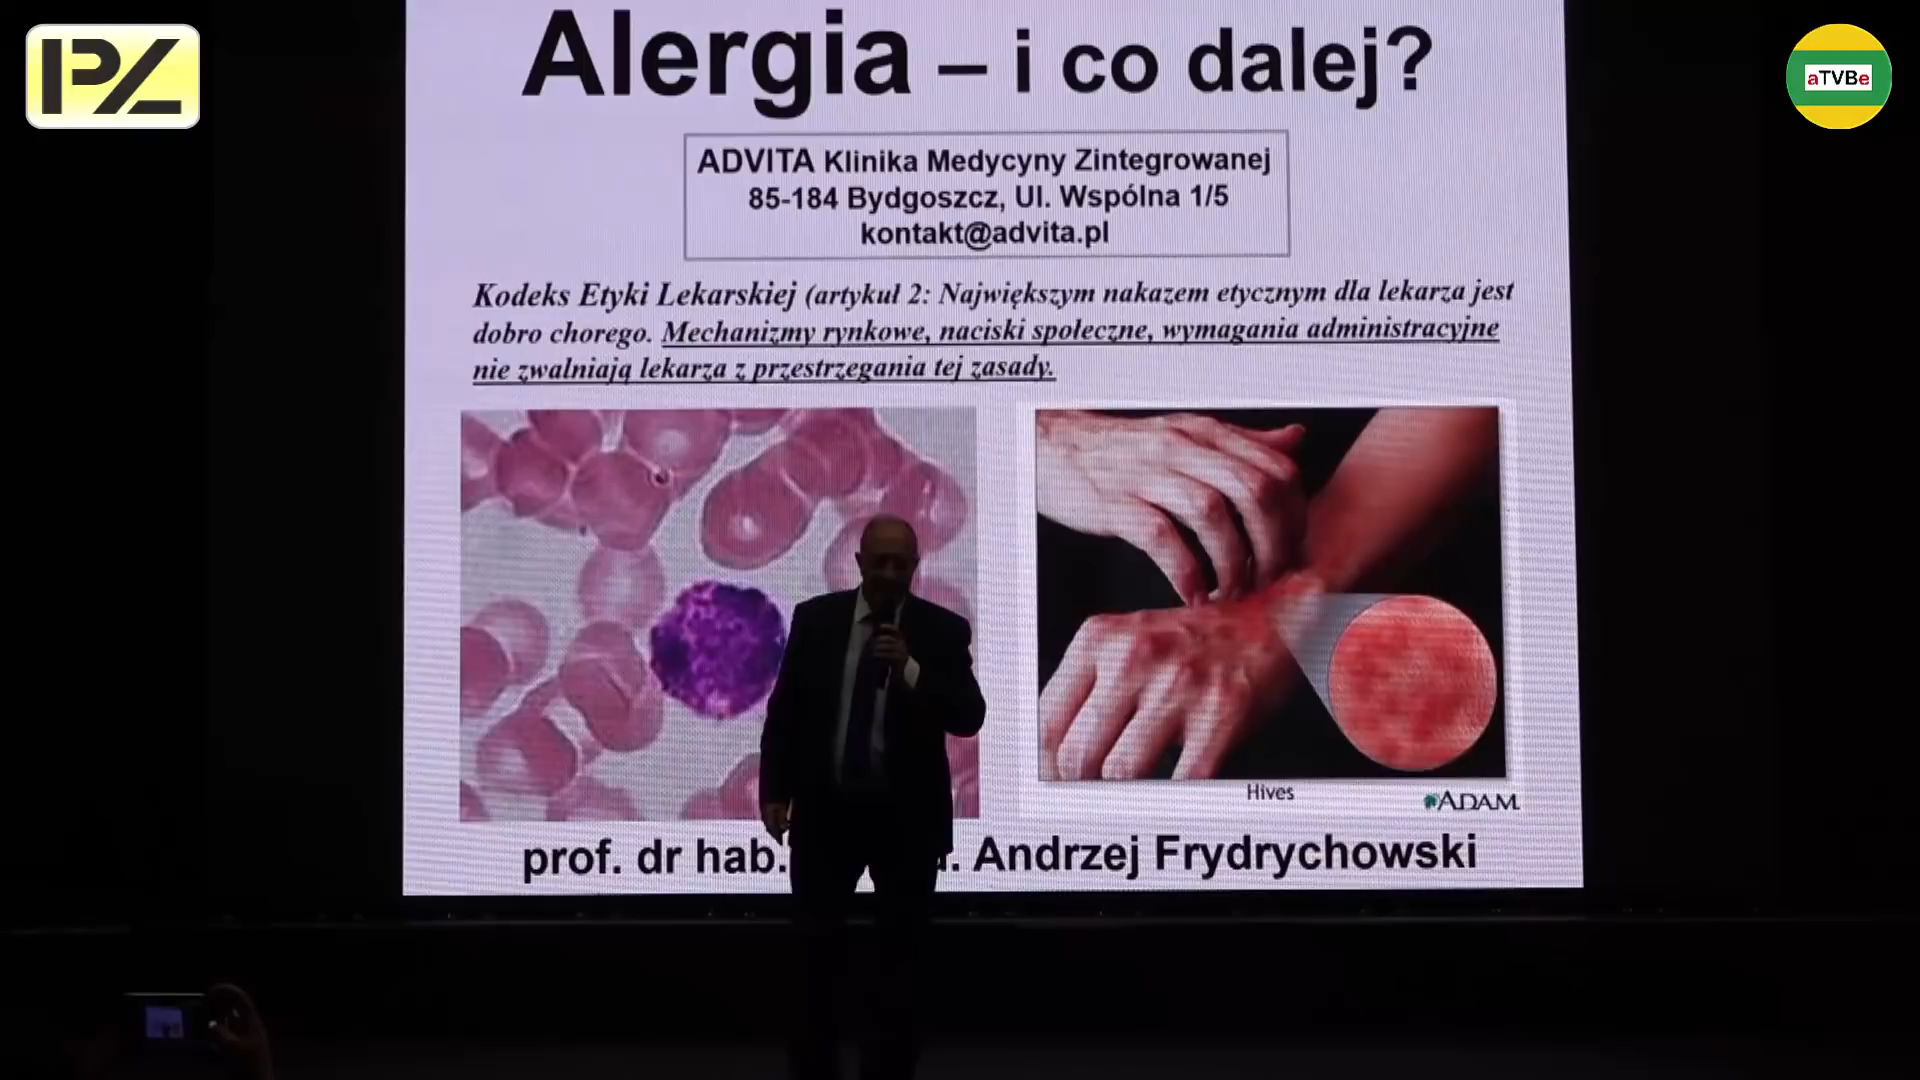 PZ
aTVBe
Alergia – i co dalej?
ADVITA Klinika Medycyny Zintegrowanej
85-184 Bydgoszcz, Ul. Wspólna 1/5
kontakt@advita.pl
Kodeks Etyki Lekarskiej (artykuł 2: Największym nakazem etycznym dla lekarza jest
dobro chorego. Mechanizmy rynkowe, naciski społeczne, wymagania administracyjne
nie zwalniają lekarza z przestrzegania tej zasady.
Hives
ADAM.
prof. dr hab. Andrzej Frydrychowski